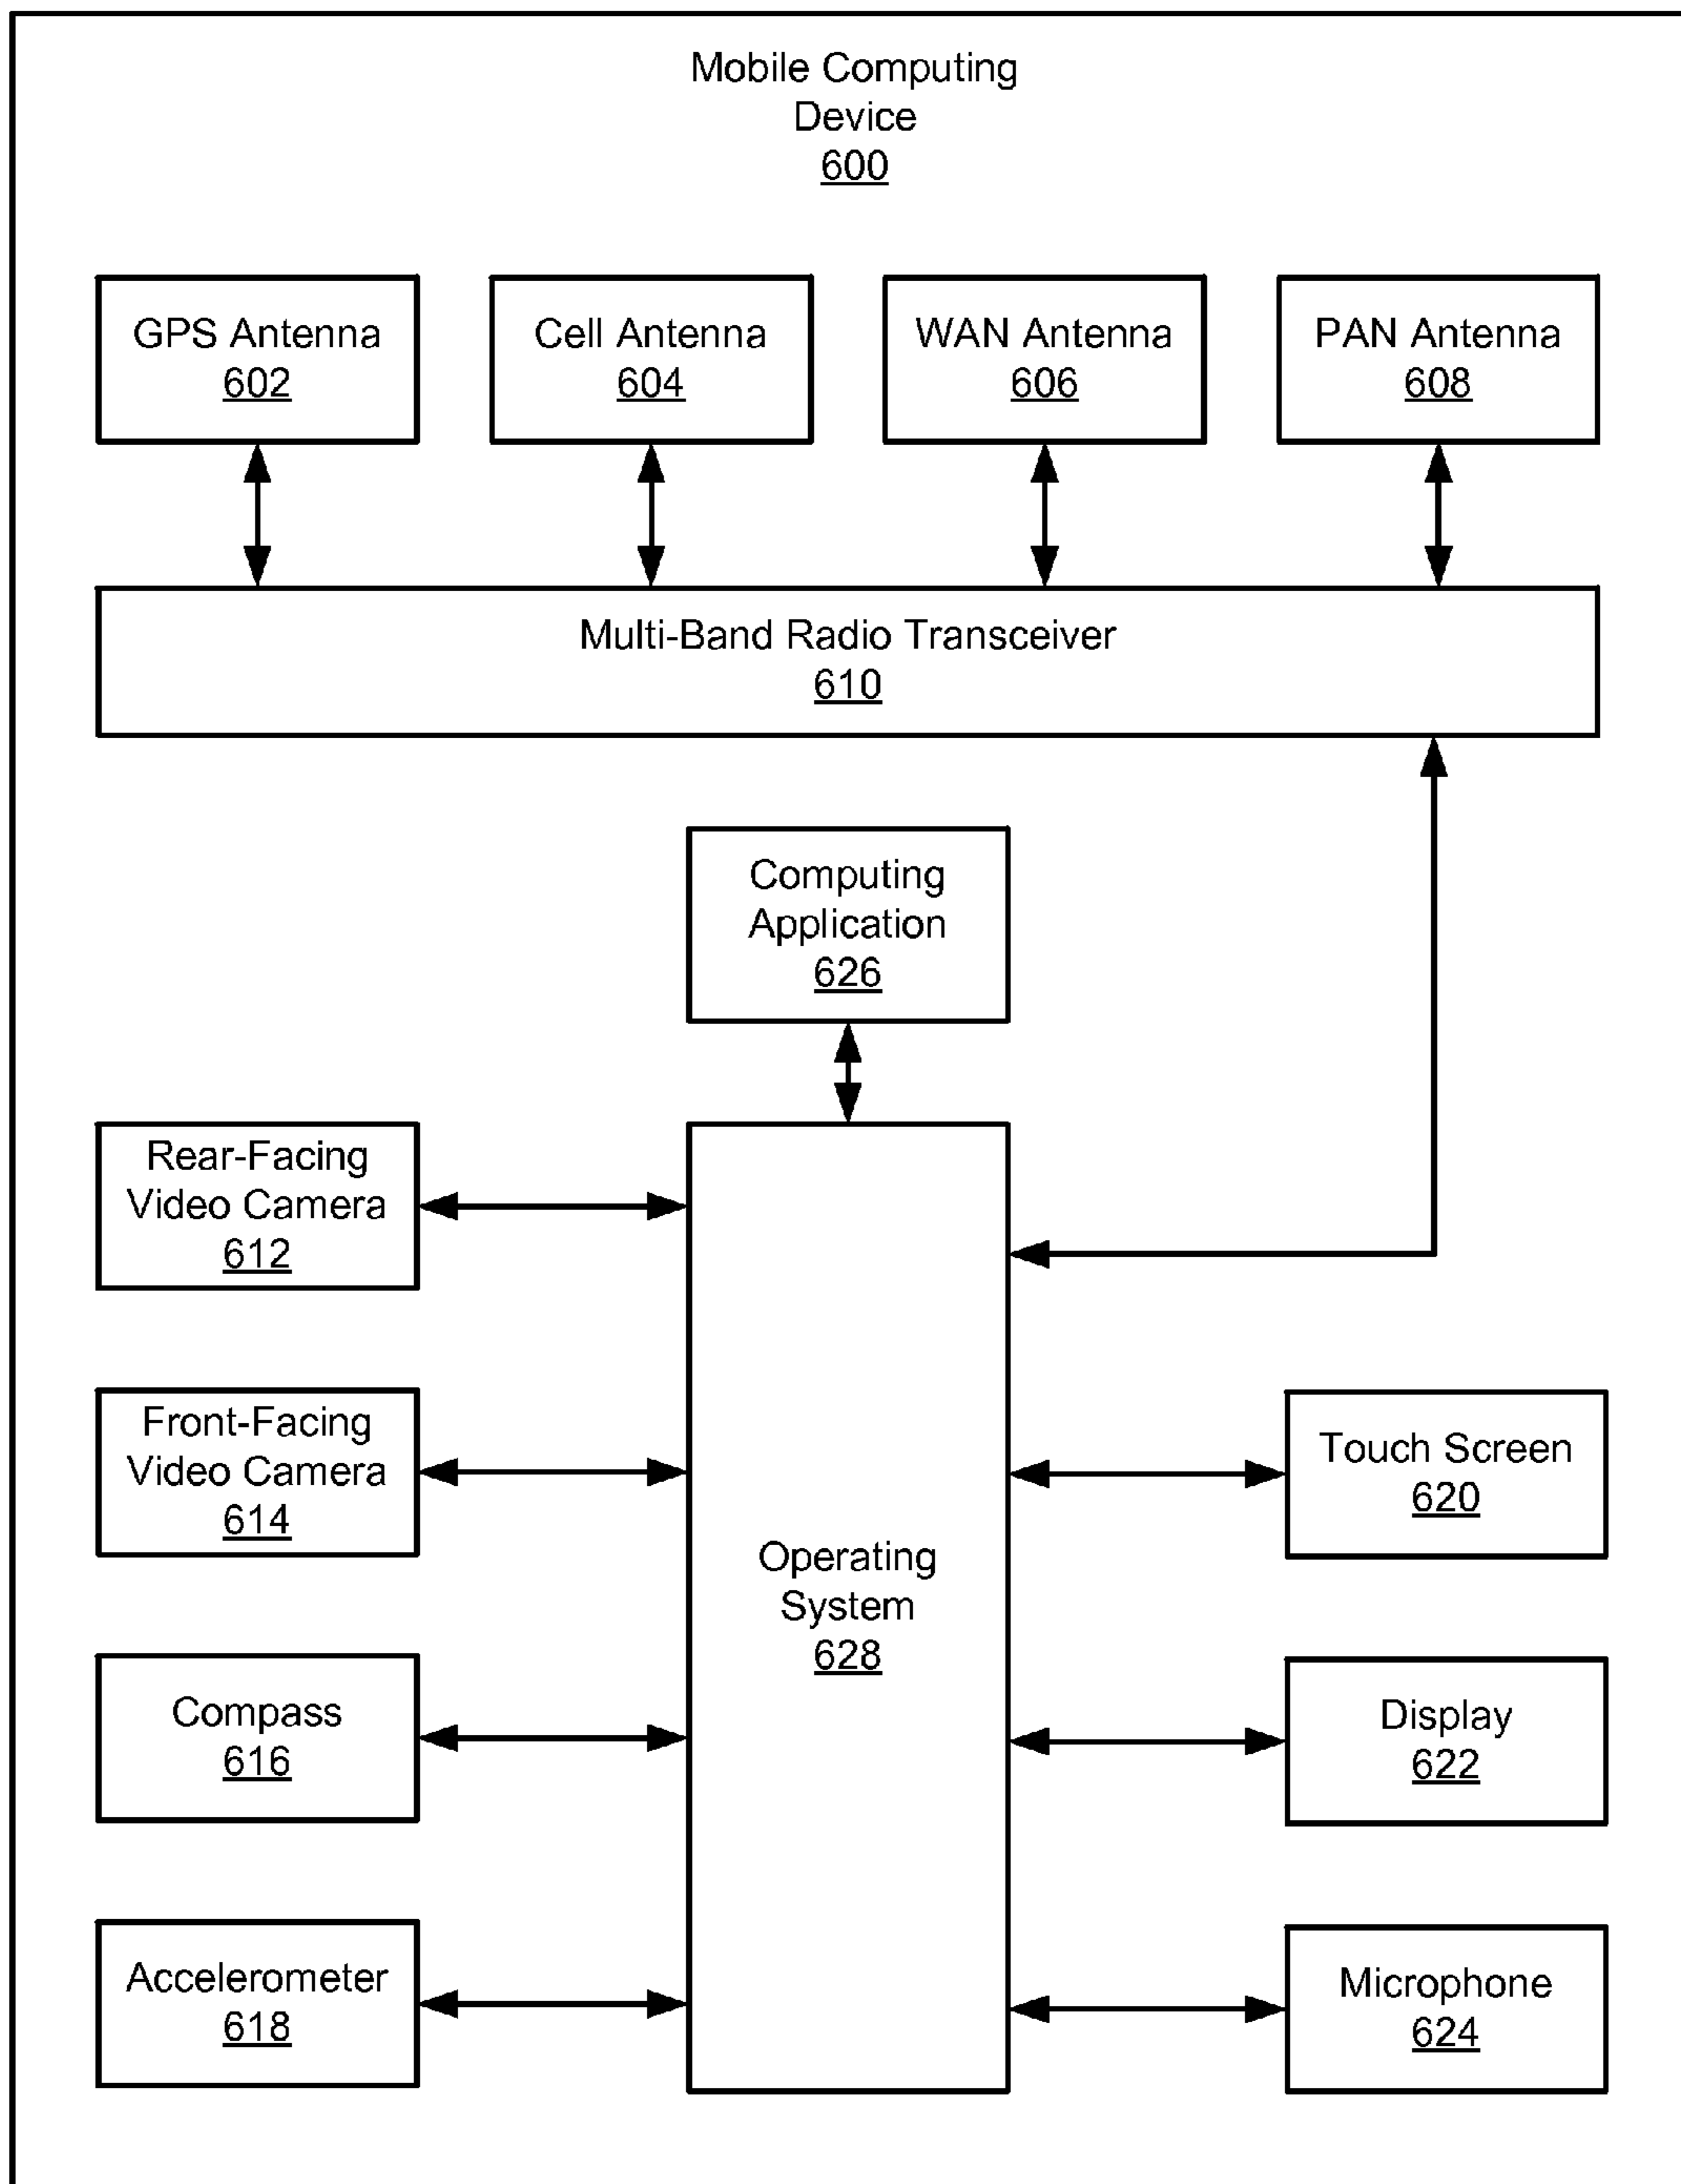 Mobile Computing
Device
600
GPS Antenna
602
Cell Antenna
604
WAN Antenna
606
PAN Antenna
608
Multi-Band Radio Transceiver
610
Computing
Application
626
Rear-Facing
Video Camera
612
Front-Facing
Video Camera
614
Compass
616
Accelerometer
618
Operating
System
628
Touch Screen
620
Display
622
Microphone
624